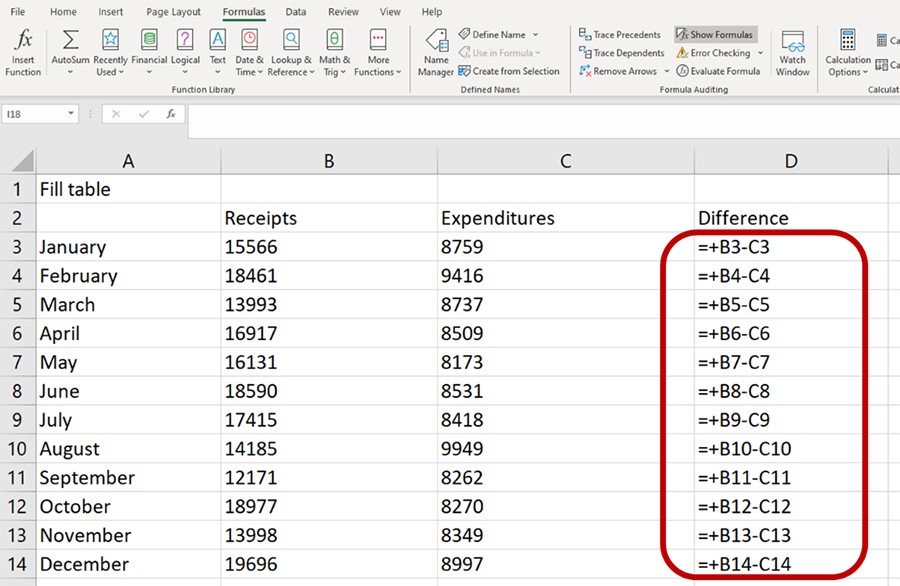 File Home Insert Page Layout Formulas Data Review View Help
fx Insert Function
AutoSum
Recently Used
Financial
Logical
? 
Text
A
Date & Time
Lookup & Reference
Math & Trig
θ
More Functions
Function Library
Name Manager
Define Name
Use in Formula
Create from Selection
Defined Names
Trace Precedents
Trace Dependents
Remove Arrows
Show Formulas
Error Checking
Evaluate Formula
Formula Auditing
Watch Window
Calculation Options
Ca
Ca
Calculat
I18 fx
A B C D
1 Fill table
2 Receipts Expenditures Difference
3 January 15566 8759 =+B3-C3
4 February 18461 9416 =+B4-C4
5 March 13993 8737 =+B5-C5
6 April 16917 8509 =+B6-C6
7 May 16131 8173 =+B7-C7
8 June 18590 8531 =+B8-C8
9 July 17415 8418 =+B9-C9
10 August 14185 9949 =+B10-C10
11 September 12171 8262 =+B11-C11
12 October 18977 8270 =+B12-C12
13 November 13998 8349 =+B13-C13
14 December 19696 8997 =+B14-C14